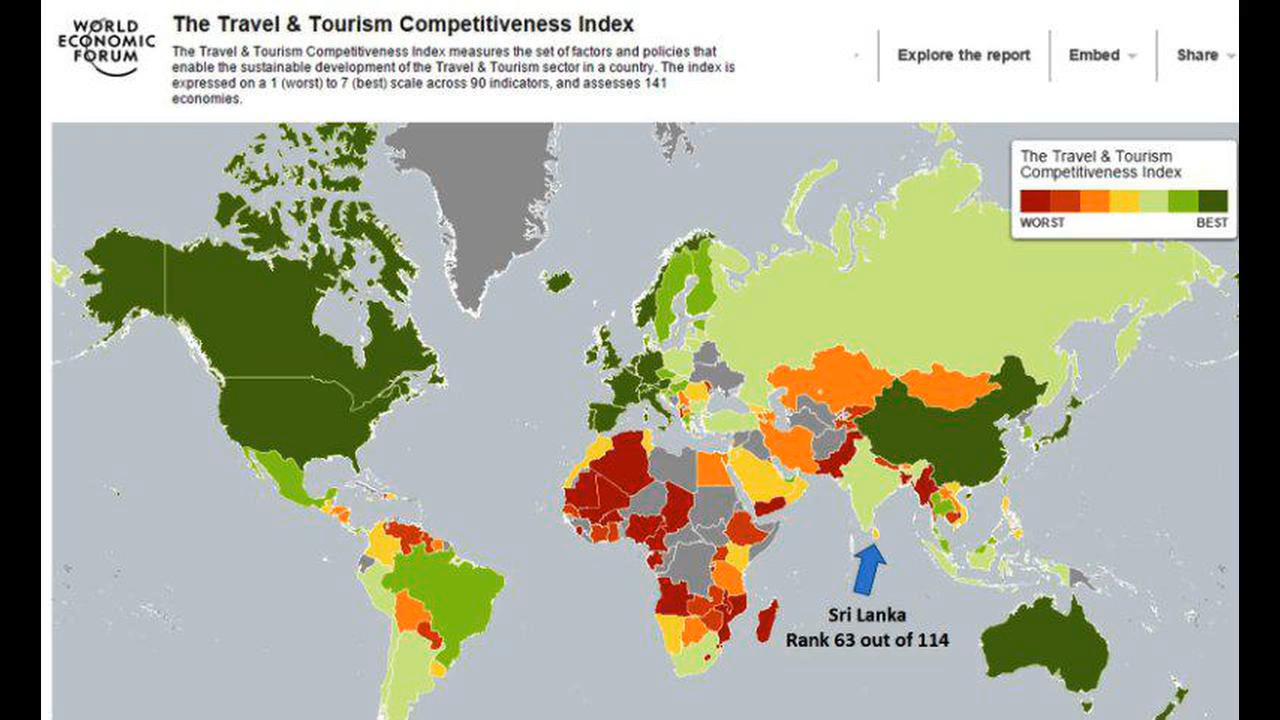 WORLD
ECONOMIC
FORUM
The Travel & Tourism Competitiveness Index
The Travel & Tourism Competitiveness Index measures the set of factors and policies that
enable the sustainable development of the Travel & Tourism sector in a country. The index is
expressed on a 1 (worst) to 7 (best) scale across 90 indicators, and assesses 141
economies.
Explore the report
Embed
Share
The Travel & Tourism
Competitiveness Index
WORST BEST
Sri Lanka
Rank 63 out of 114